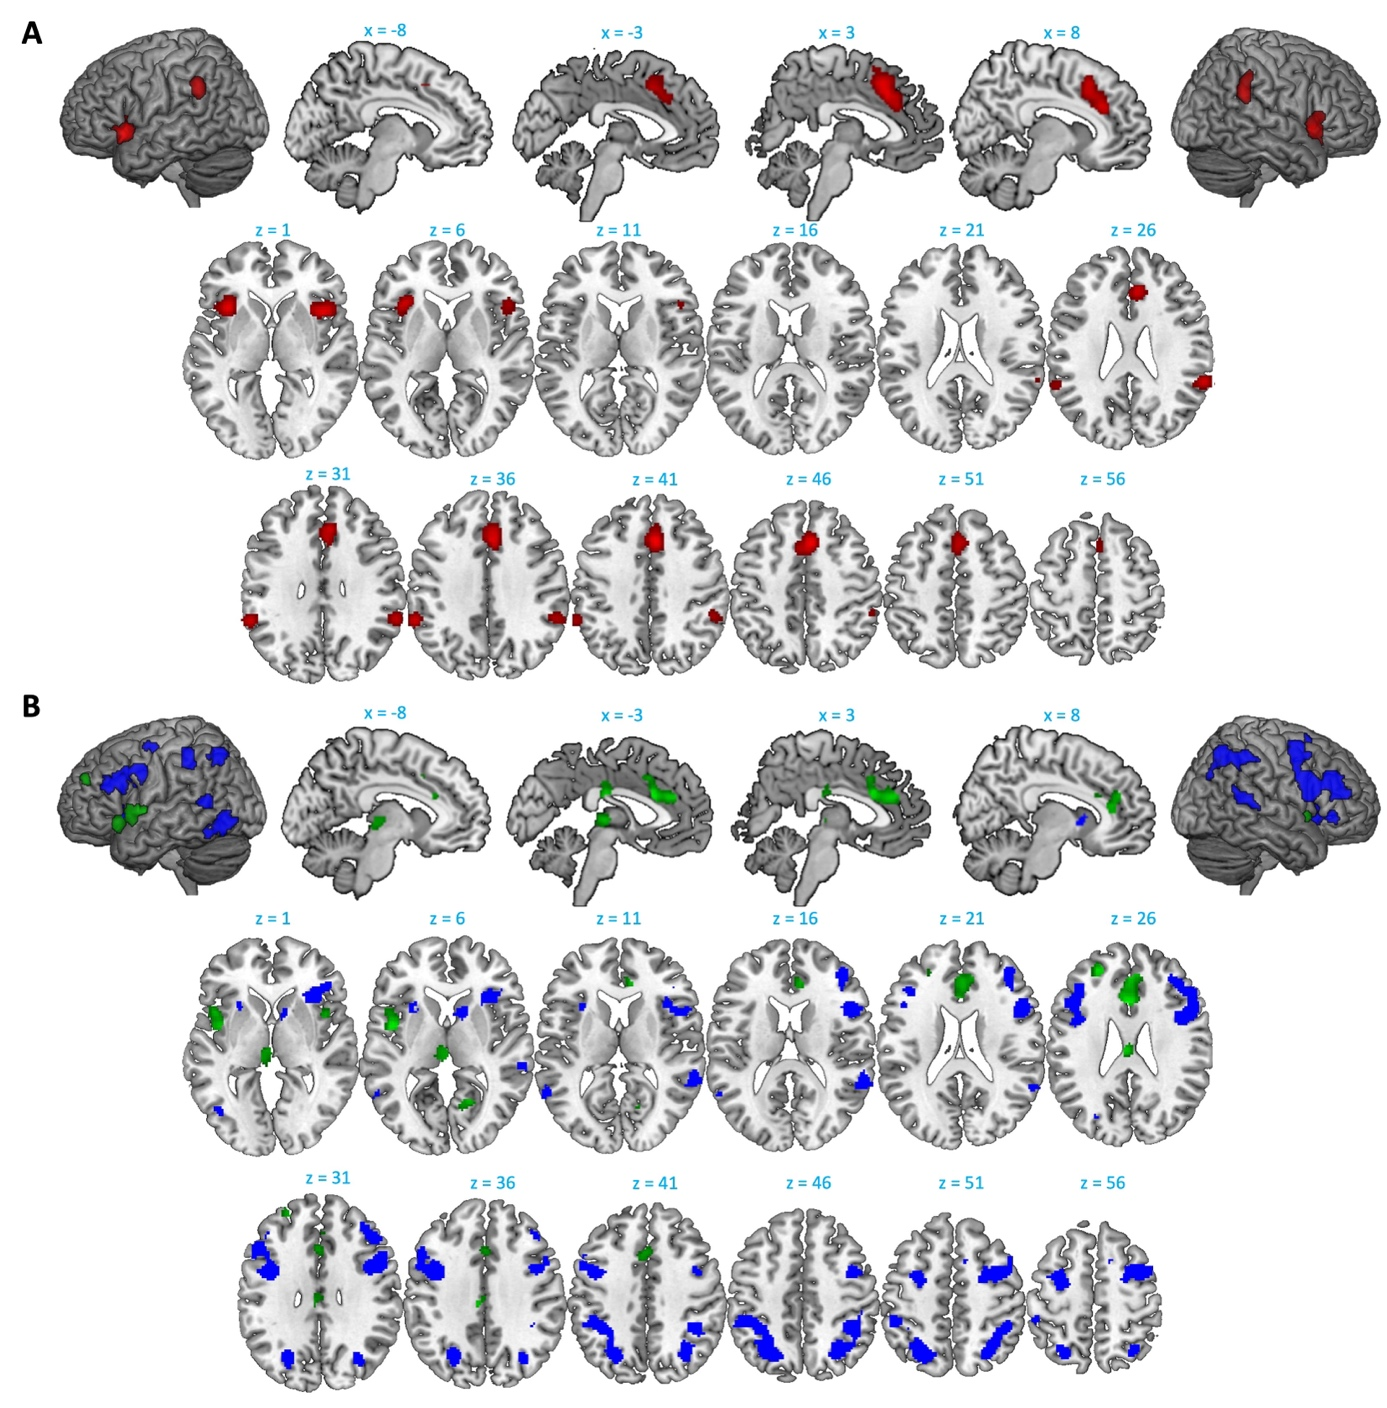 A
x = -8
x = -3
x = 3
x = 8
z = 1
z = 6
z = 11
z = 16
z = 21
z = 26
z = 31
z = 36
z = 41
z = 46
z = 51
z = 56
B
x = -8
x = -3
x = 3
x = 8
z = 1
z = 6
z = 11
z = 16
z = 21
z = 26
z = 31
z = 36
z = 41
z = 46
z = 51
z = 56